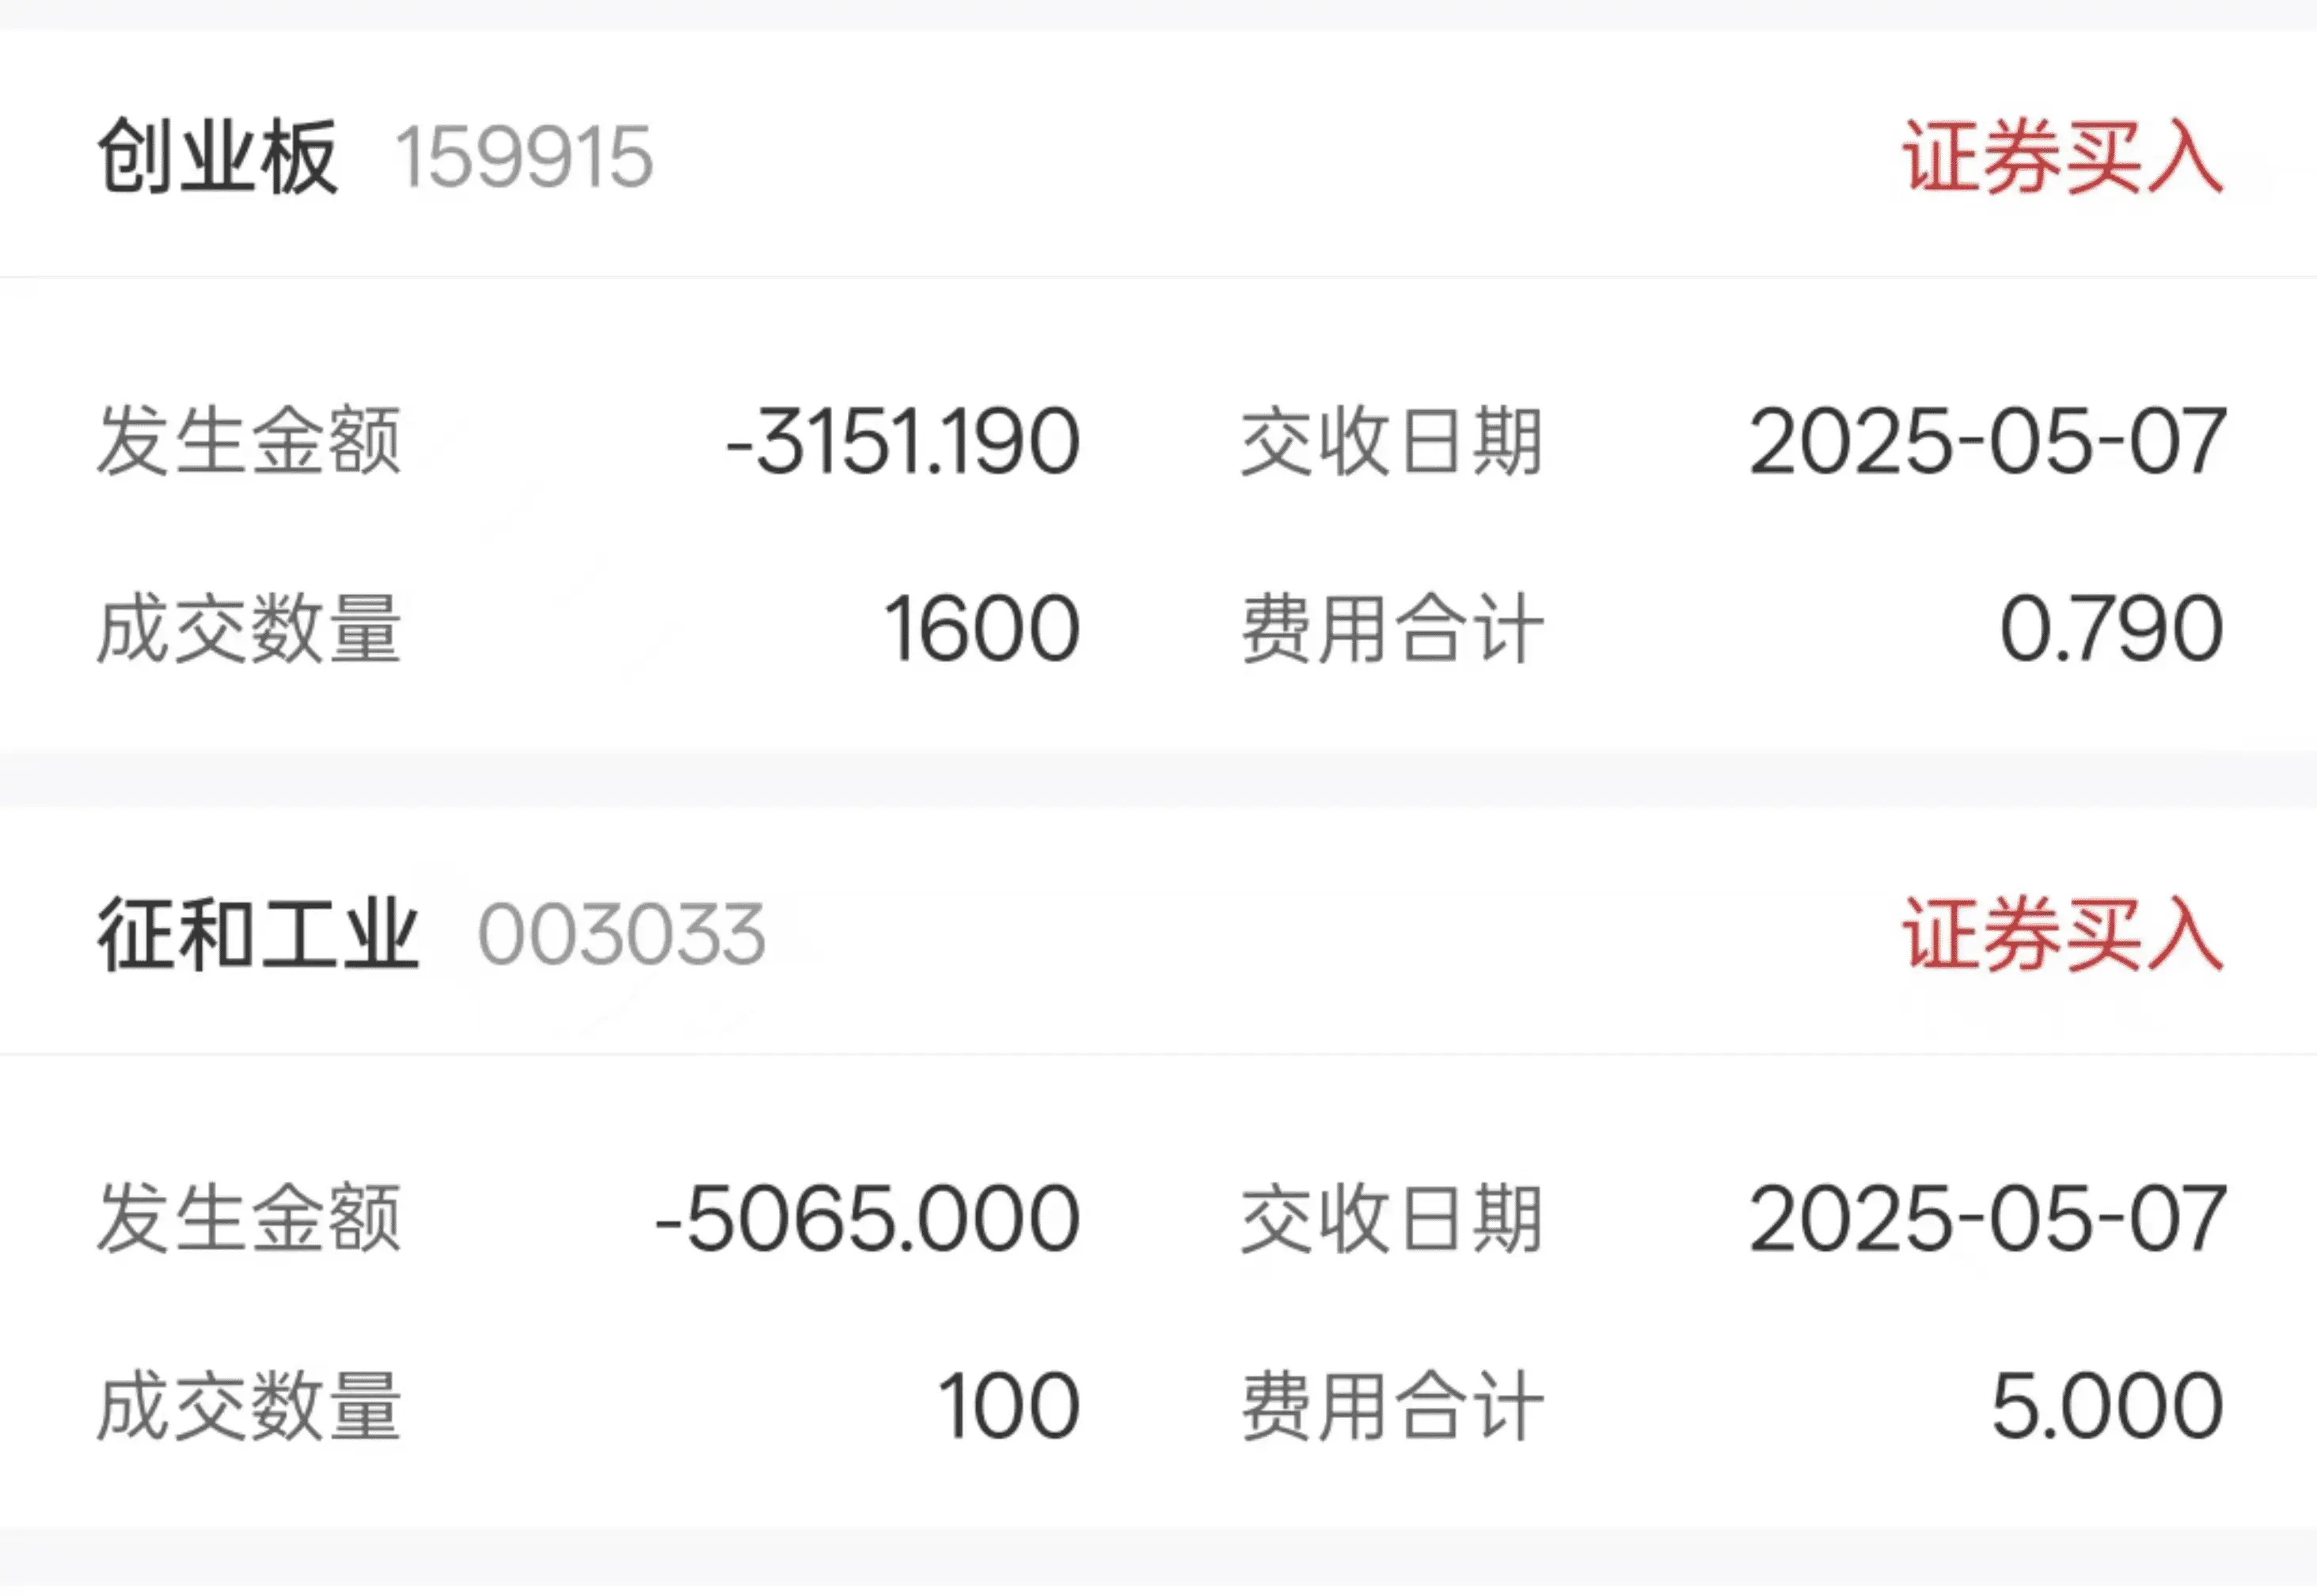 创业板 159915 证券买入
发生金额 -3151.190 交收日期 2025-05-07
成交数量 1600 费用合计 0.790
征和工业 003033 证券买入
发生金额 -5065.000 交收日期 2025-05-07
成交数量 100 费用合计 5.000